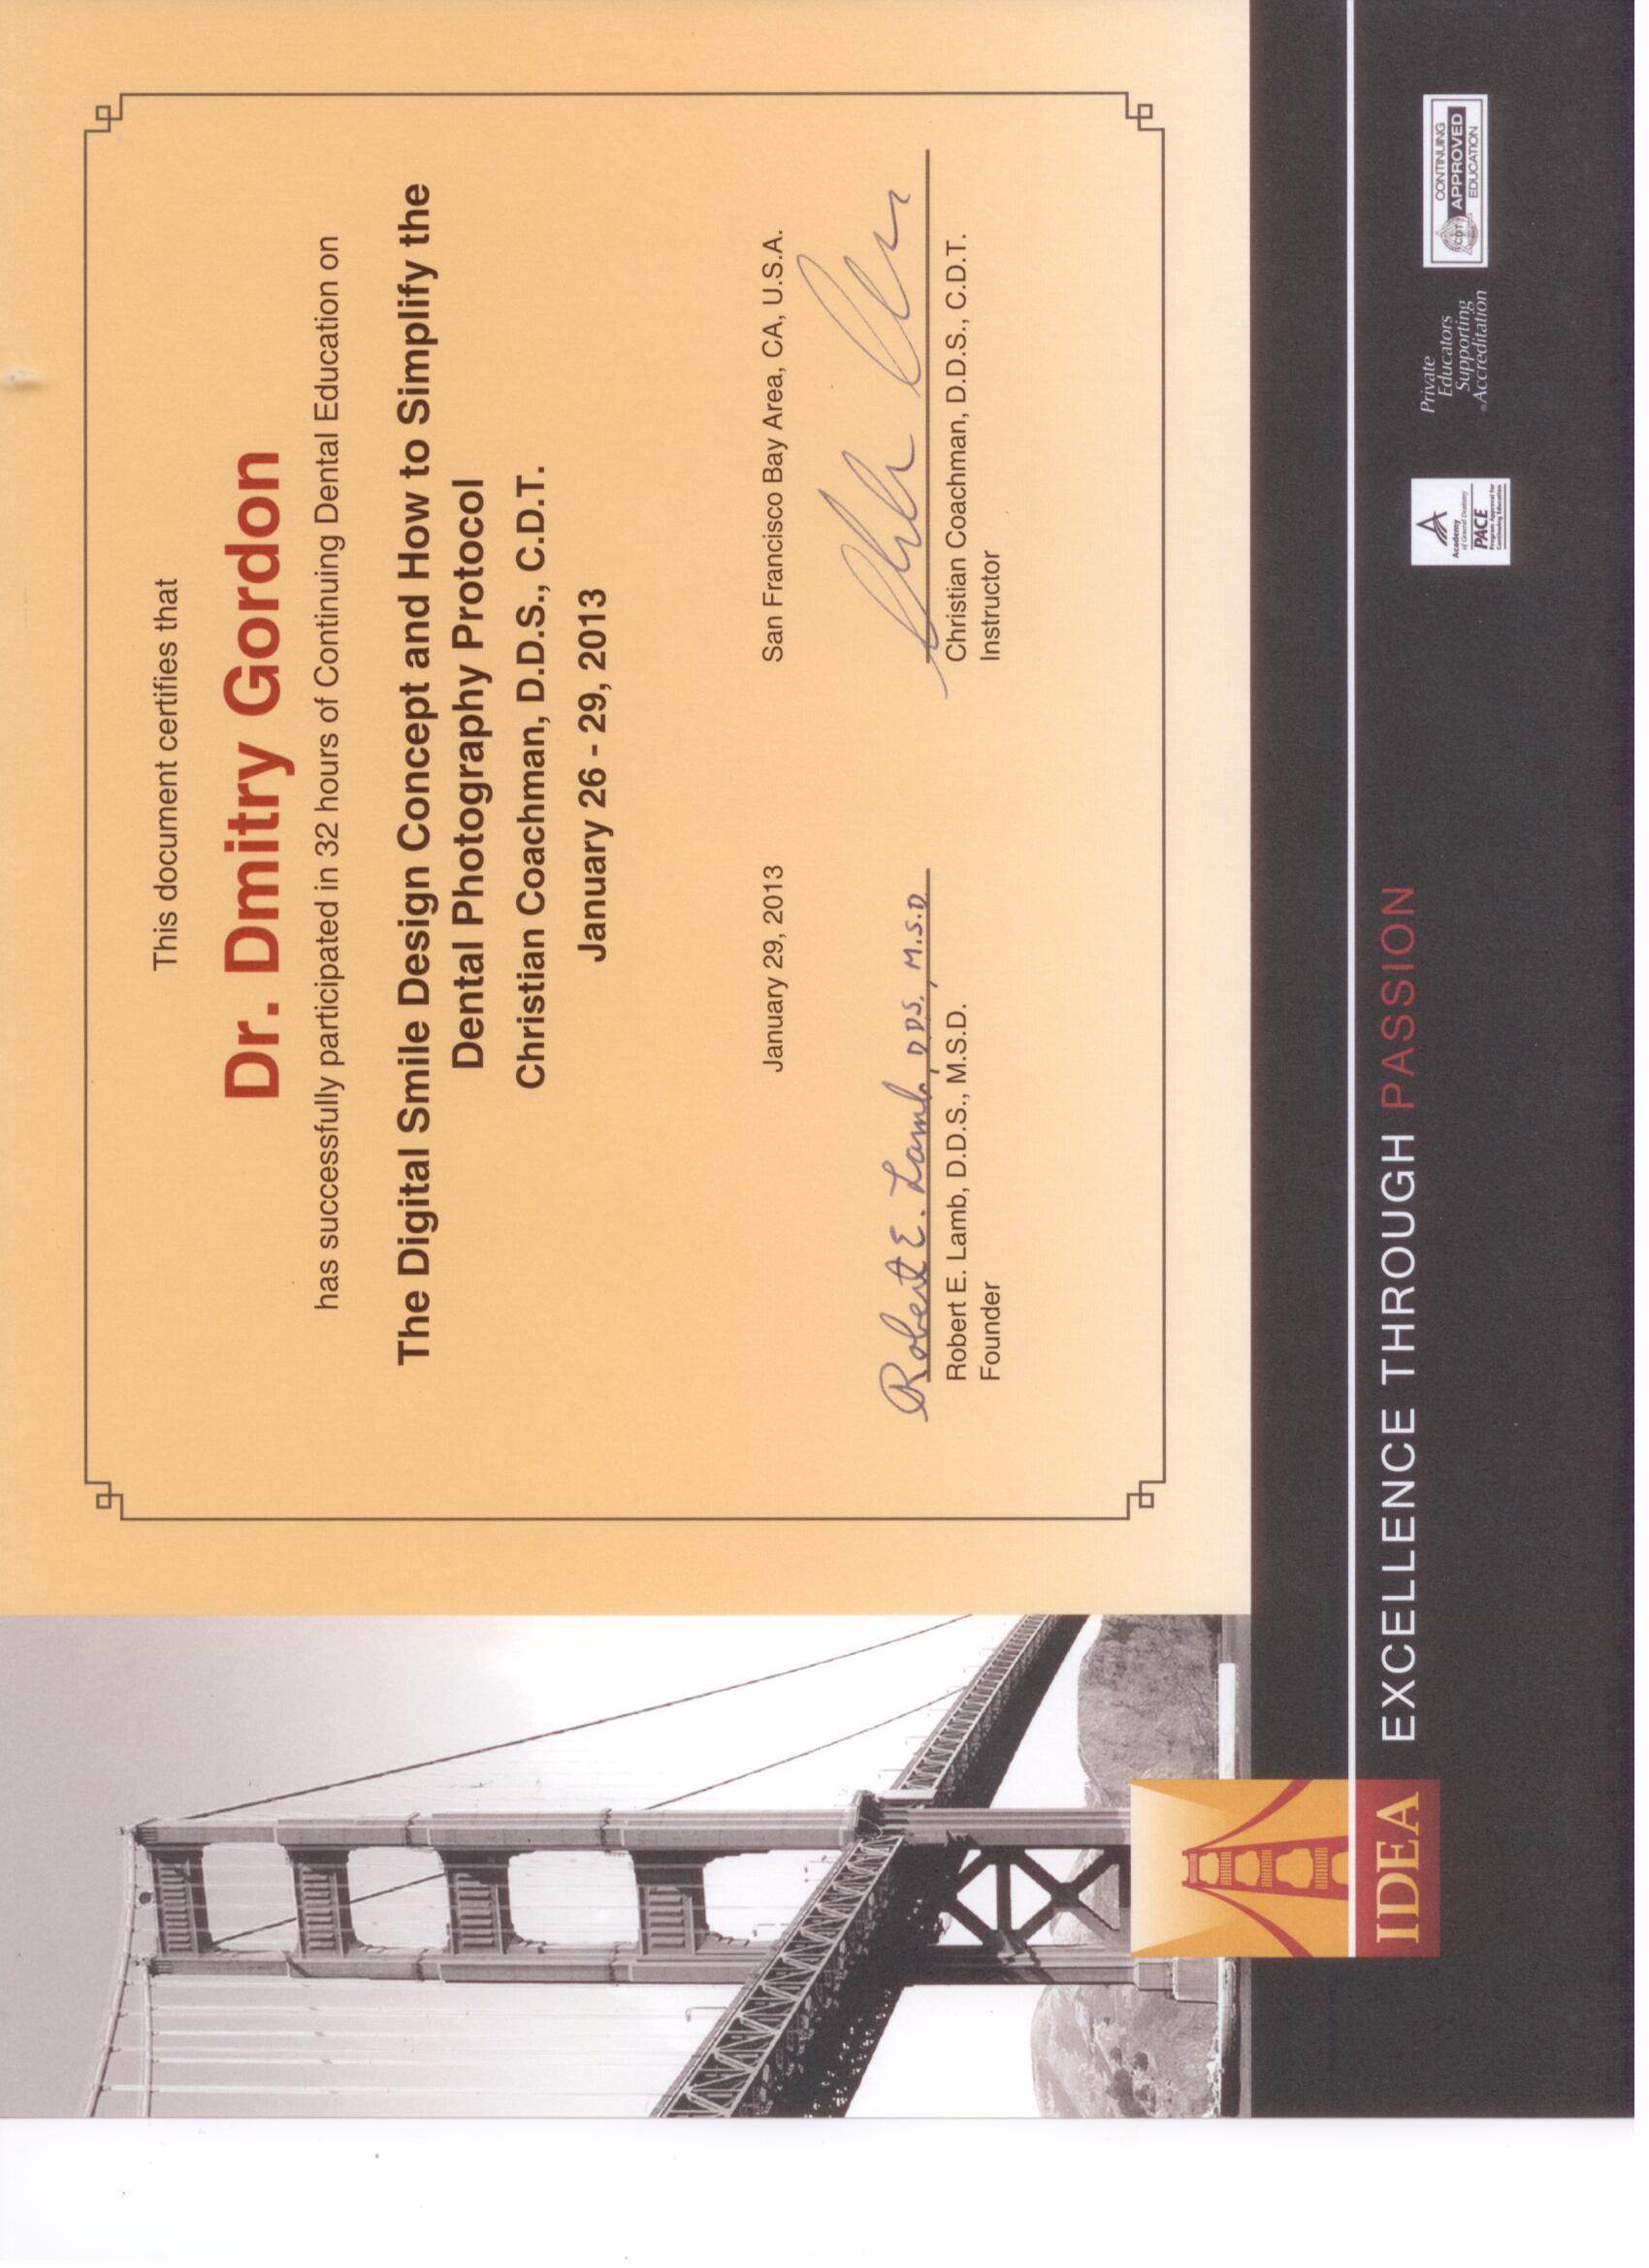 This document certifies that
Dr. Dmitry Gordon
has successfully participated in 32 hours of Continuing Dental Education on
The Digital Smile Design Concept and How to Simplify the
Dental Photography Protocol
Christian Coachman, D.D.S., C.D.T.
January 26 - 29, 2013
January 29, 2013
San Francisco Bay Area, CA, U.S.A.
Robert E. Lamb, DDS., M.S.D
Robert E. Lamb, D.D.S., M.S.D.
Founder
Christian Coachman, D.D.S., C.D.T.
Instructor
IDEA
EXCELLENCE THROUGH PASSION
Academy
of General Dentistry
PACE
Program Approval for
Continuing Education
Private
Educators
Supporting
Accreditation
CDT
CONTINUING
APPROVED
EDUCATION